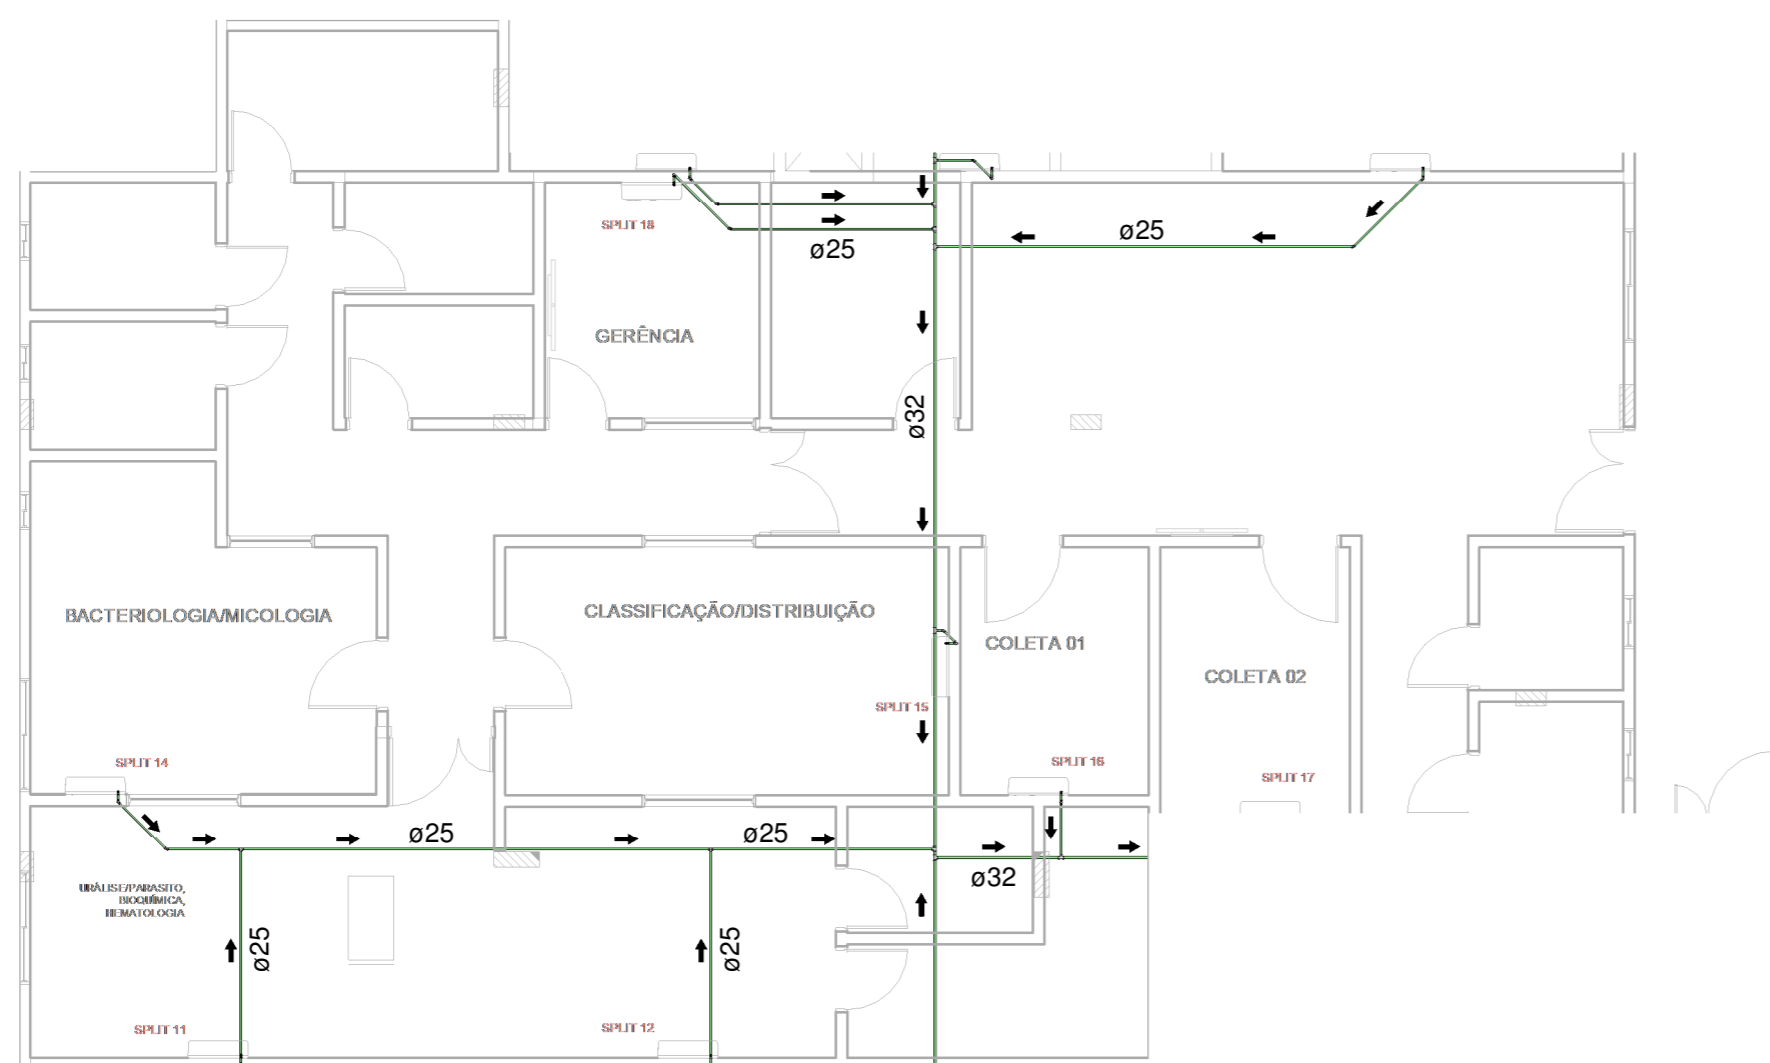 SPLIT 18
ø25
ø25
GERÊNCIA
ø32
BACTERIOLOGIA/MICOLOGIA
CLASSIFICAÇÃO/DISTRIBUIÇÃO
COLETA 01
COLETA 02
SPLIT 15
SPLIT 14
SPLIT 16
SPLIT 17
ø25
ø25
ø32
URÁLISE/PARASITO,
BIOQUÍMICA,
HEMATOLOGIA
ø25
ø25
SPLIT 11
SPLIT 12